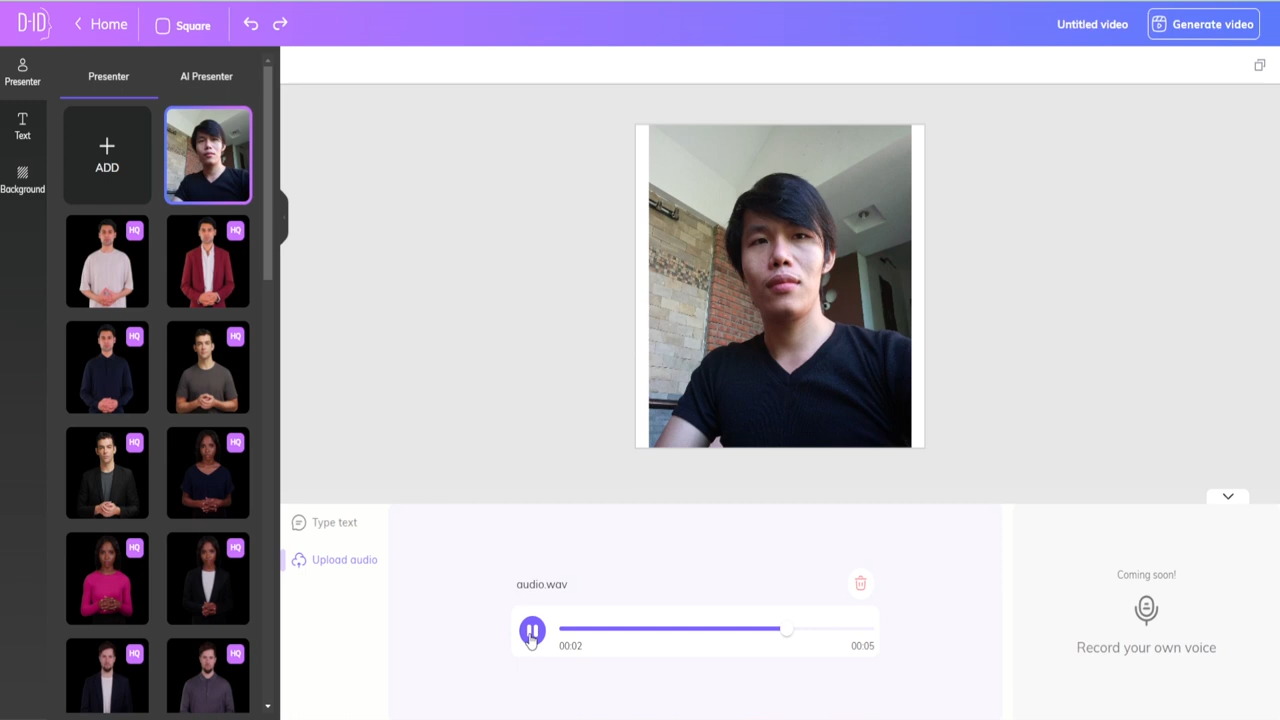 D-ID
Home
Square
Untitled video
Generate video
Presenter
Text
Background
Presenter
AI Presenter
ADD
HQ
HQ
HQ
HQ
HQ
HQ
HQ
HQ
HQ
HQ
Type text
Upload audio
audio.wav
00:02
00:05
Coming soon!
Record your own voice